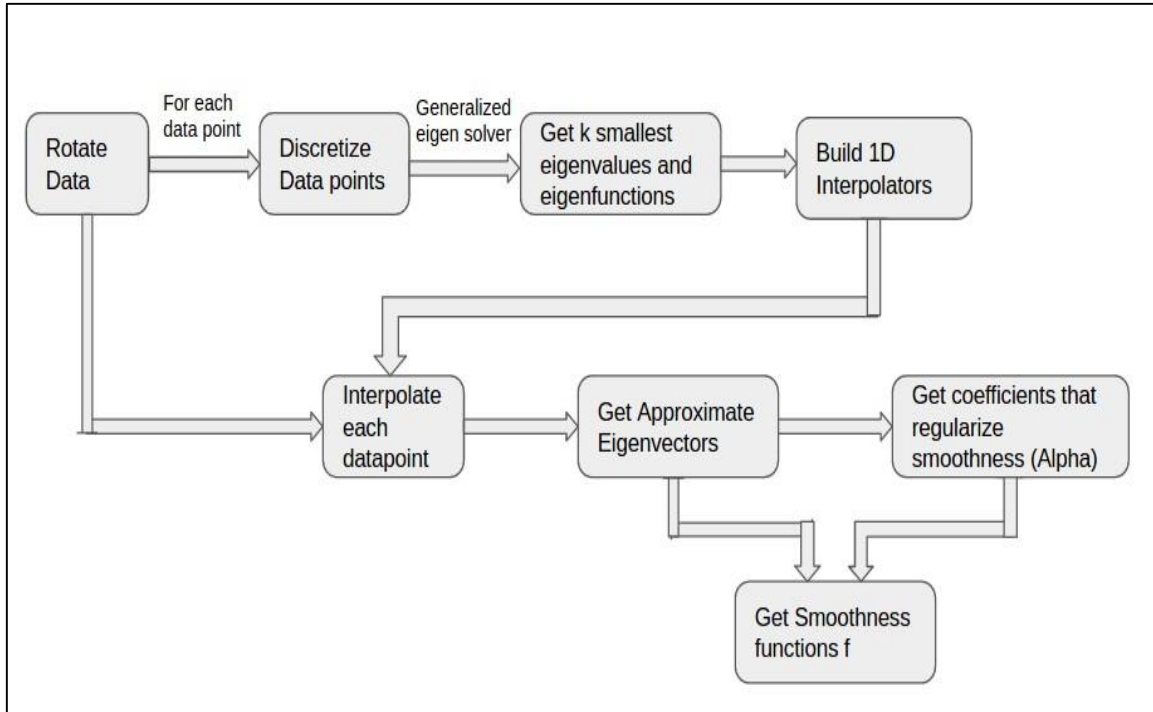 For each
data point
Generalized
eigen solver
Rotate
Data
Discretize
Data points
Get k smallest
eigenvalues and
eigenfunctions
Build 1D
Interpolators
Interpolate
each
datapoint
Get Approximate
Eigenvectors
Get coefficients that
regularize
smoothness (Alpha)
Get Smoothness
functions f